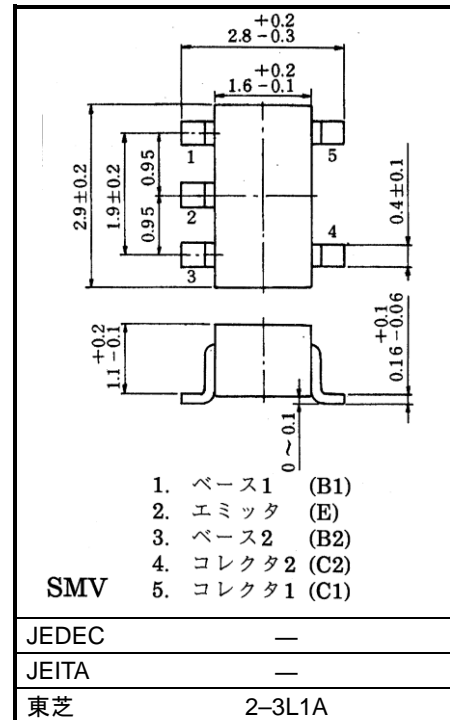 +0.2
2.8 −0.3
+0.2
1.6 −0.1
2.9±0.2
1.9±0.2
0.95
0.95
1
2
3
5
4
0.4±0.1
+0.2
1.1 −0.1
+0.1
0.16−0.06
0 ~ 0.1
1. ベース1 (B1)
2. エミッタ (E)
3. ベース2 (B2)
4. コレクタ2 (C2)
SMV 5. コレクタ1 (C1)
JEDEC —
JEITA —
東芝 2–3L1A